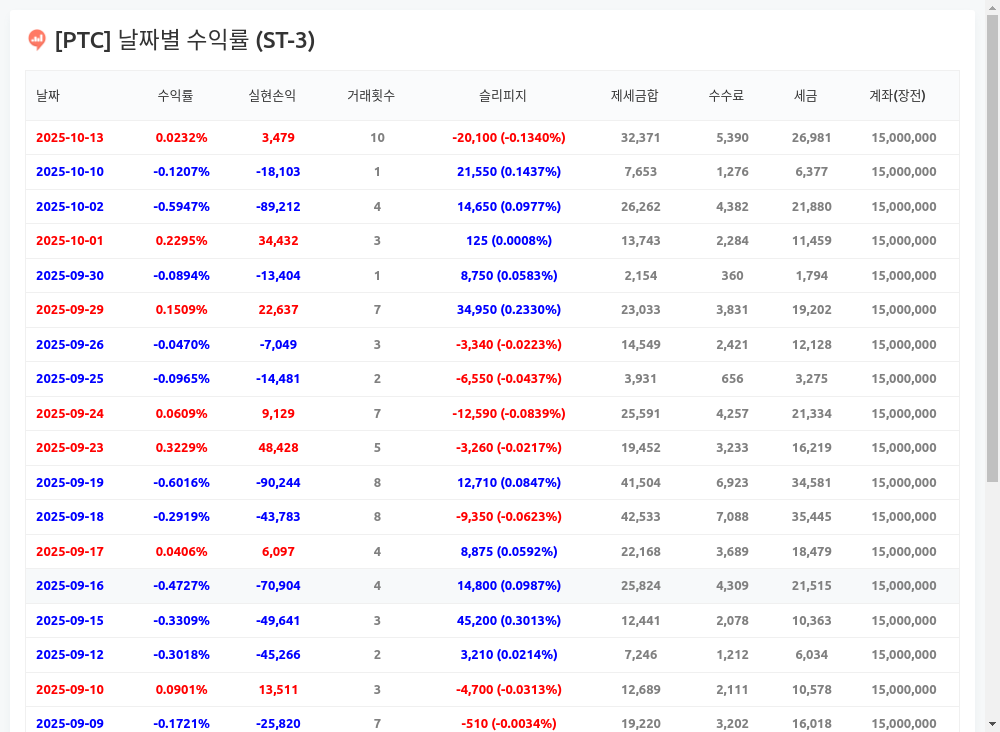 [PTC] 날짜별 수익률 (ST-3)
날짜 수익률 실현손익 거래횟수 슬리피지 제세금합 수수료 세금 계좌(장전)
2025-10-13 0.0232% 3,479 10 -20,100 (-0.1340%) 32,371 5,390 26,981 15,000,000
2025-10-10 -0.1207% -18,103 1 21,550 (0.1437%) 7,653 1,276 6,377 15,000,000
2025-10-02 -0.5947% -89,212 4 14,650 (0.0977%) 26,262 4,382 21,880 15,000,000
2025-10-01 0.2295% 34,432 3 125 (0.0008%) 13,743 2,284 11,459 15,000,000
2025-09-30 -0.0894% -13,404 1 8,750 (0.0583%) 2,154 360 1,794 15,000,000
2025-09-29 0.1509% 22,637 7 34,950 (0.2330%) 23,033 3,831 19,202 15,000,000
2025-09-26 -0.0470% -7,049 3 -3,340 (-0.0223%) 14,549 2,421 12,128 15,000,000
2025-09-25 -0.0965% -14,481 2 -6,550 (-0.0437%) 3,931 656 3,275 15,000,000
2025-09-24 0.0609% 9,129 7 -12,590 (-0.0839%) 25,591 4,257 21,334 15,000,000
2025-09-23 0.3229% 48,428 5 -3,260 (-0.0217%) 19,452 3,233 16,219 15,000,000
2025-09-19 -0.6016% -90,244 8 12,710 (0.0847%) 41,504 6,923 34,581 15,000,000
2025-09-18 -0.2919% -43,783 8 -9,350 (-0.0623%) 42,533 7,088 35,445 15,000,000
2025-09-17 0.0406% 6,097 4 8,875 (0.0592%) 22,168 3,689 18,479 15,000,000
2025-09-16 -0.4727% -70,904 4 14,800 (0.0987%) 25,824 4,309 21,515 15,000,000
2025-09-15 -0.3309% -49,641 3 45,200 (0.3013%) 12,441 2,078 10,363 15,000,000
2025-09-12 -0.3018% -45,266 2 3,210 (0.0214%) 7,246 1,212 6,034 15,000,000
2025-09-10 0.0901% 13,511 3 -4,700 (-0.0313%) 12,689 2,111 10,578 15,000,000
2025-09-09 -0.1721% -25,820 7 -510 (-0.0034%) 19,220 3,202 16,018 15,000,000